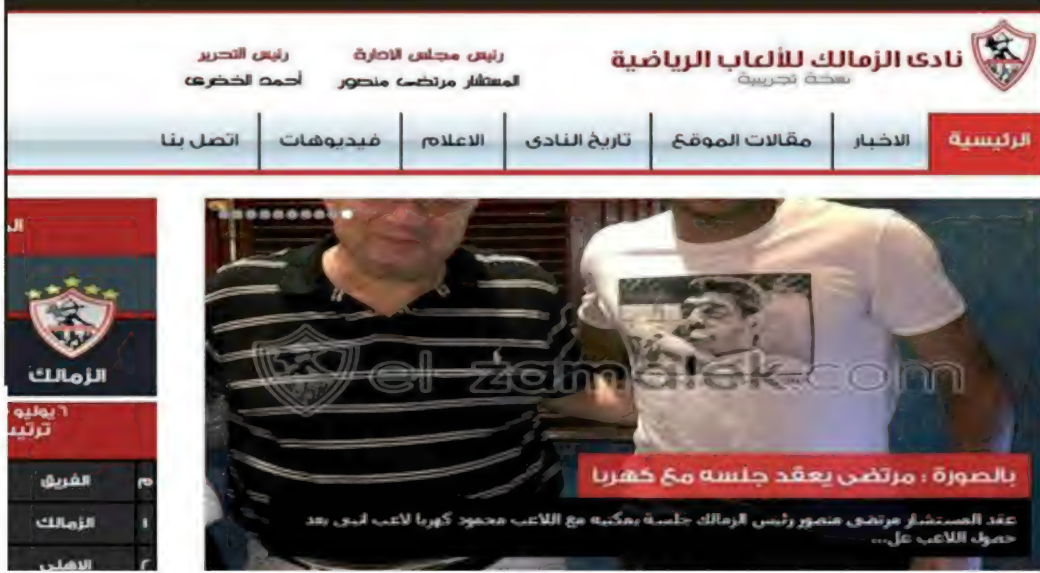 نادى الزمالك للألعاب الرياضية
نسخة تجريبية
رئيس مجلس الادارة
المستشار مرتضى منصور
رئيس التحرير
أحمد الخضرى
الرئيسية
الاخبار
مقالات الموقع
تاريخ النادى
الاعلام
فيديوهات
اتصل بنا
el zamalek.com
بالصورة : مرتضى يعقد جلسه مع كهربا
عقد المستشار مرتضى منصور رئيس الزمالك جلسة بمكتبه مع اللاعب محمود كهربا لاعب انبى بعد
حصول اللاعب عل...
الزمالك
٦ يوليو
م الفريق
١ الزمالك
٢ الاهلى